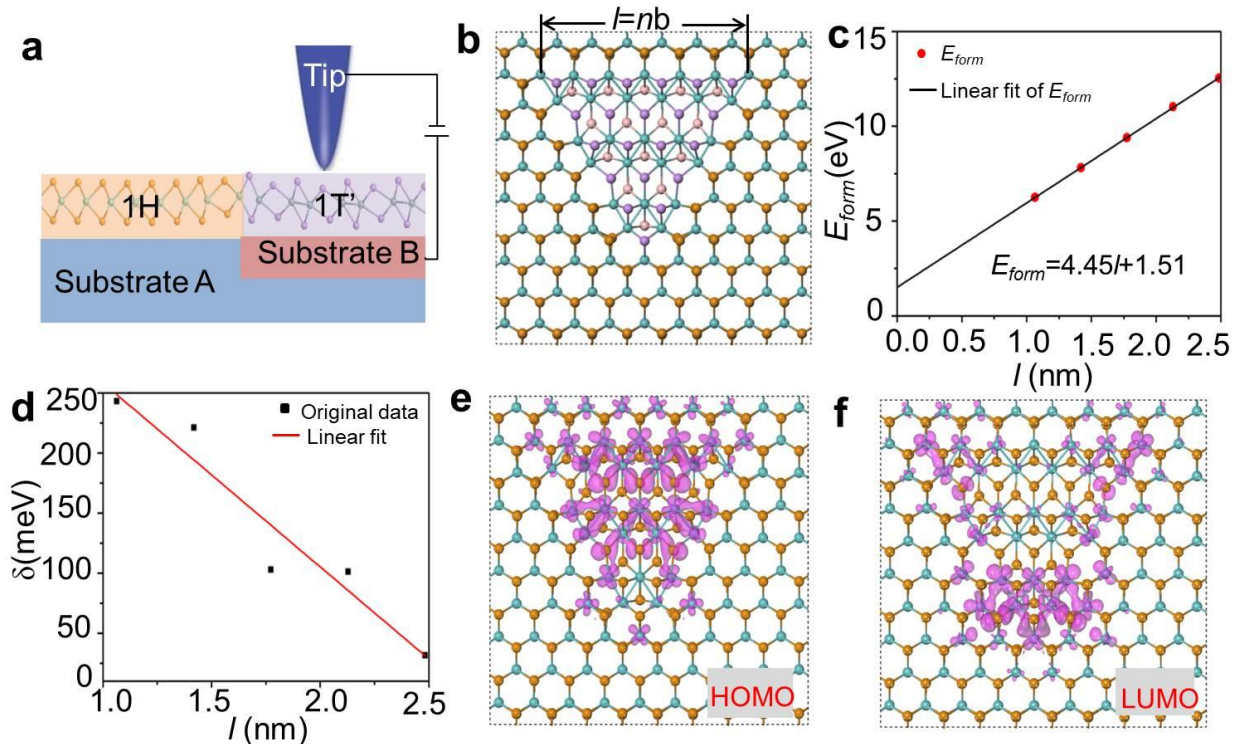 a
Tip
1H
1T'
Substrate B
Substrate A
b
l=nb
c
15
10
5
0
E_form (eV)
E_form
Linear fit of E_form
E_form=4.45l+1.51
0.0 0.5 1.0 1.5 2.0 2.5
l (nm)
d
250
200
150
100
50
0
δ(meV)
Original data
Linear fit
1.0 1.5 2.0 2.5
l (nm)
e
HOMO
f
LUMO